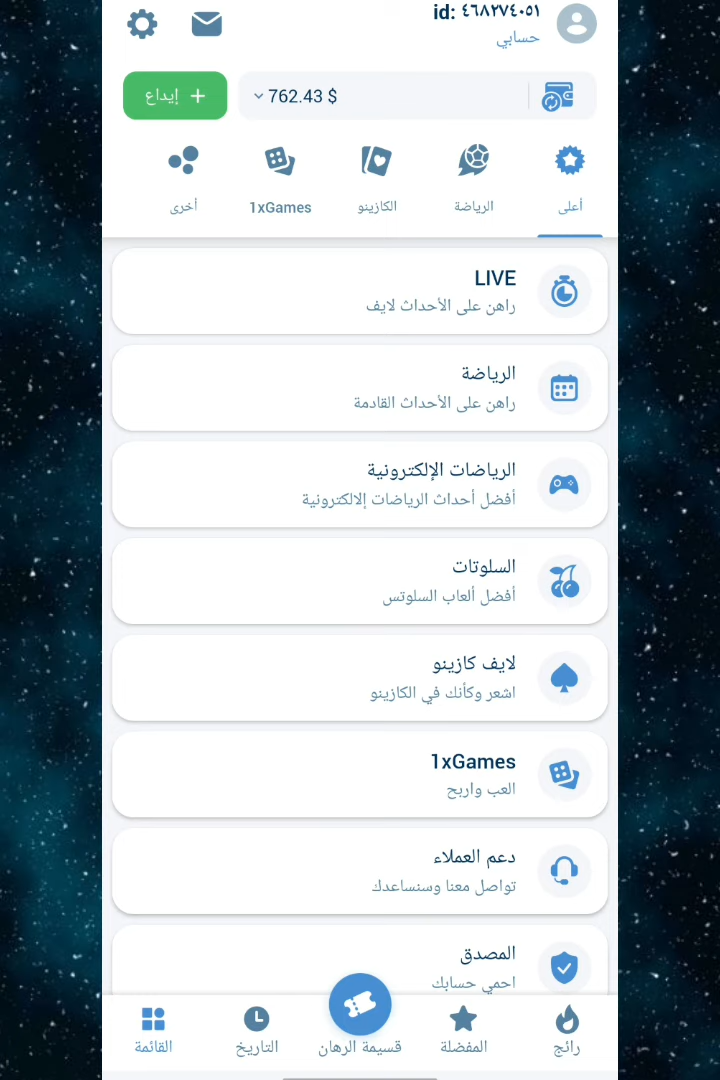 id: ٤٦٨٢٧٤٠٥١
حسابي
762.43 $
إيداع +
أعلى
الرياضة
الكازينو
1xGames
أخرى
LIVE
راهن على الأحداث لايف
الرياضة
راهن على الأحداث القادمة
الرياضات الإلكترونية
أفضل أحداث الرياضات إلالكترونية
السلوتات
أفضل ألعاب السلوتس
لايف كازينو
اشعر وكأنك في الكازينو
1xGames
العب واربح
دعم العملاء
تواصل معنا وسنساعدك
المصدق
احمي حسابك
رائج
المفضلة
قسيمة الرهان
التاريخ
القائمة